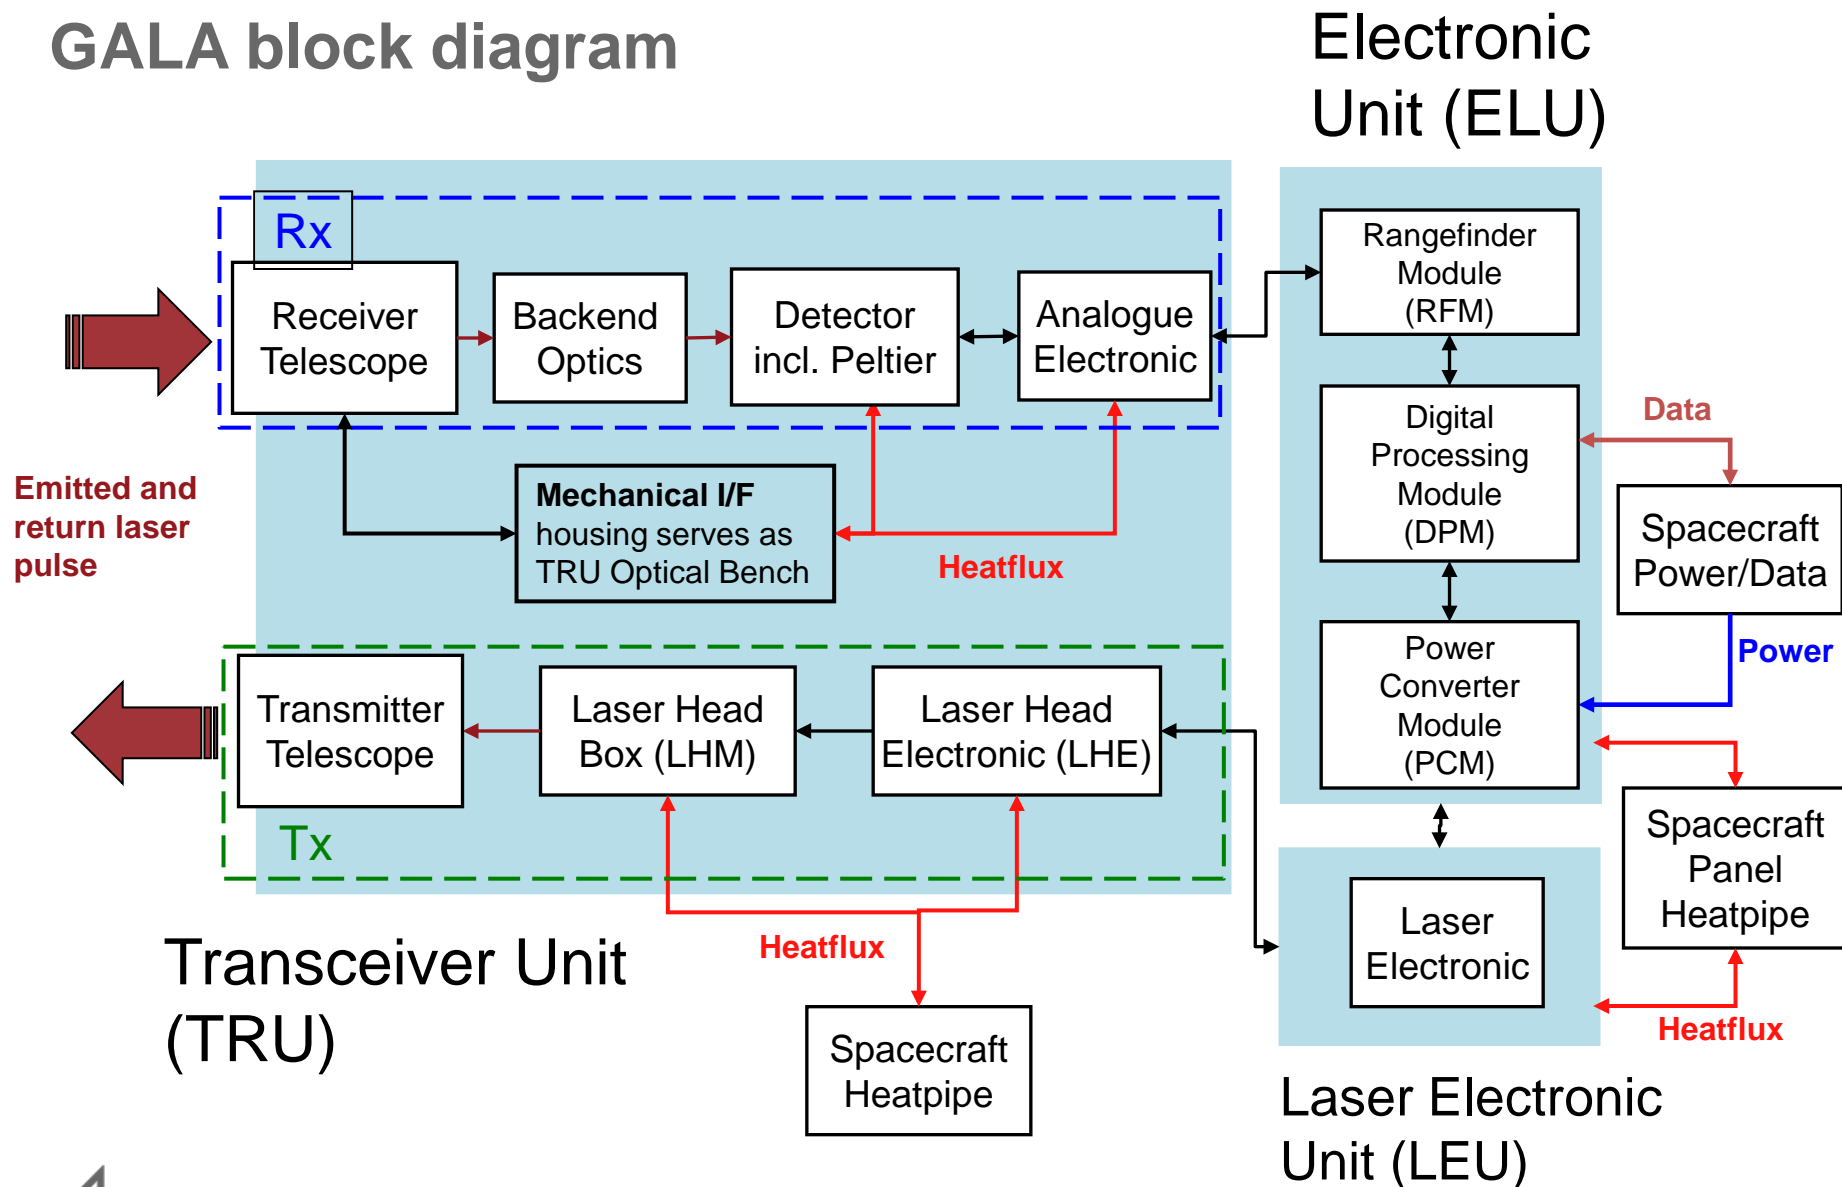 GALA block diagram
Electronic
Unit (ELU)
Rx
Receiver
Telescope
Backend
Optics
Detector
incl. Peltier
Analogue
Electronic
Rangefinder
Module
(RFM)
Digital
Processing
Module
(DPM)
Data
Emitted and
return laser
pulse
Mechanical I/F
housing serves as
TRU Optical Bench
Heatflux
Spacecraft
Power/Data
Power
Power
Converter
Module
(PCM)
Transmitter
Telescope
Laser Head
Box (LHM)
Laser Head
Electronic (LHE)
Tx
Spacecraft
Panel
Heatpipe
Laser
Electronic
Heatflux
Heatflux
Transceiver Unit
(TRU)
Spacecraft
Heatpipe
Laser Electronic
Unit (LEU)